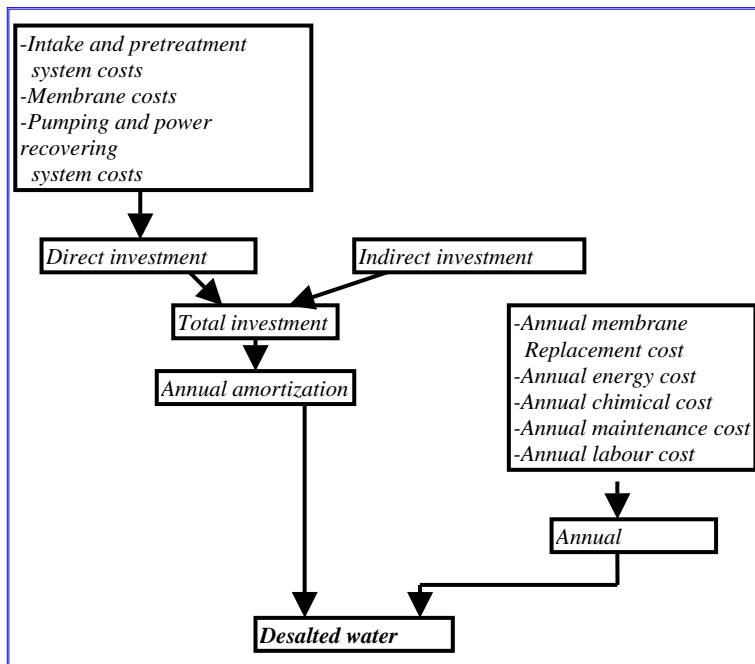 -Intake and pretreatment
system costs
-Membrane costs
-Pumping and power
recovering
system costs
Direct investment
Indirect investment
Total investment
Annual amortization
-Annual membrane
Replacement cost
-Annual energy cost
-Annual chimical cost
-Annual maintenance cost
-Annual labour cost
Annual
Desalted water